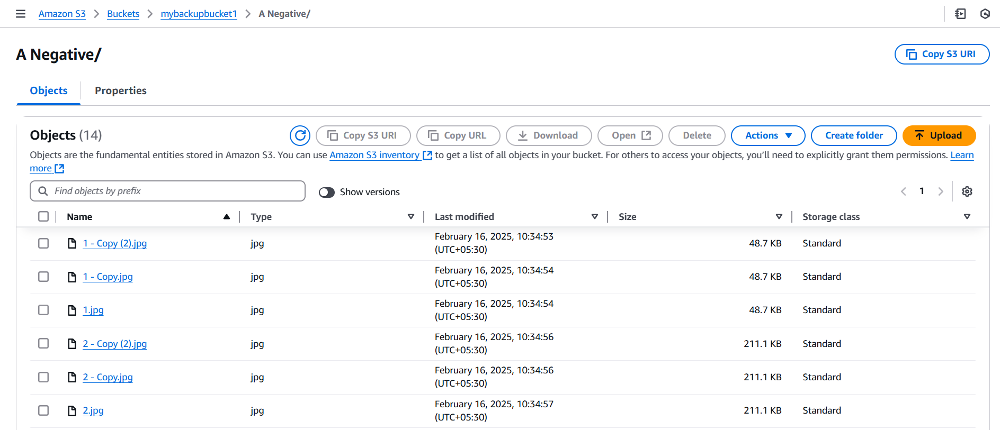 Amazon S3 > Buckets > mybackupbucket1 > A Negative/
A Negative/
Copy S3 URI
Objects Properties
Objects (14) Copy S3 URI Copy URL Download Open Delete Actions Create folder Upload
Objects are the fundamental entities stored in Amazon S3. You can use Amazon S3 inventory to get a list of all objects in your bucket. For others to access your objects, you’ll need to explicitly grant them permissions. Learn
more
Find objects by prefix Show versions 1
Name Type Last modified Size Storage class
1 - Copy (2).jpg jpg February 16, 2025, 10:34:53 (UTC+05:30) 48.7 KB Standard
1 - Copy.jpg jpg February 16, 2025, 10:34:54 (UTC+05:30) 48.7 KB Standard
1.jpg jpg February 16, 2025, 10:34:54 (UTC+05:30) 48.7 KB Standard
2 - Copy (2).jpg jpg February 16, 2025, 10:34:56 (UTC+05:30) 211.1 KB Standard
2 - Copy.jpg jpg February 16, 2025, 10:34:56 (UTC+05:30) 211.1 KB Standard
2.jpg jpg February 16, 2025, 10:34:57 (UTC+05:30) 211.1 KB Standard